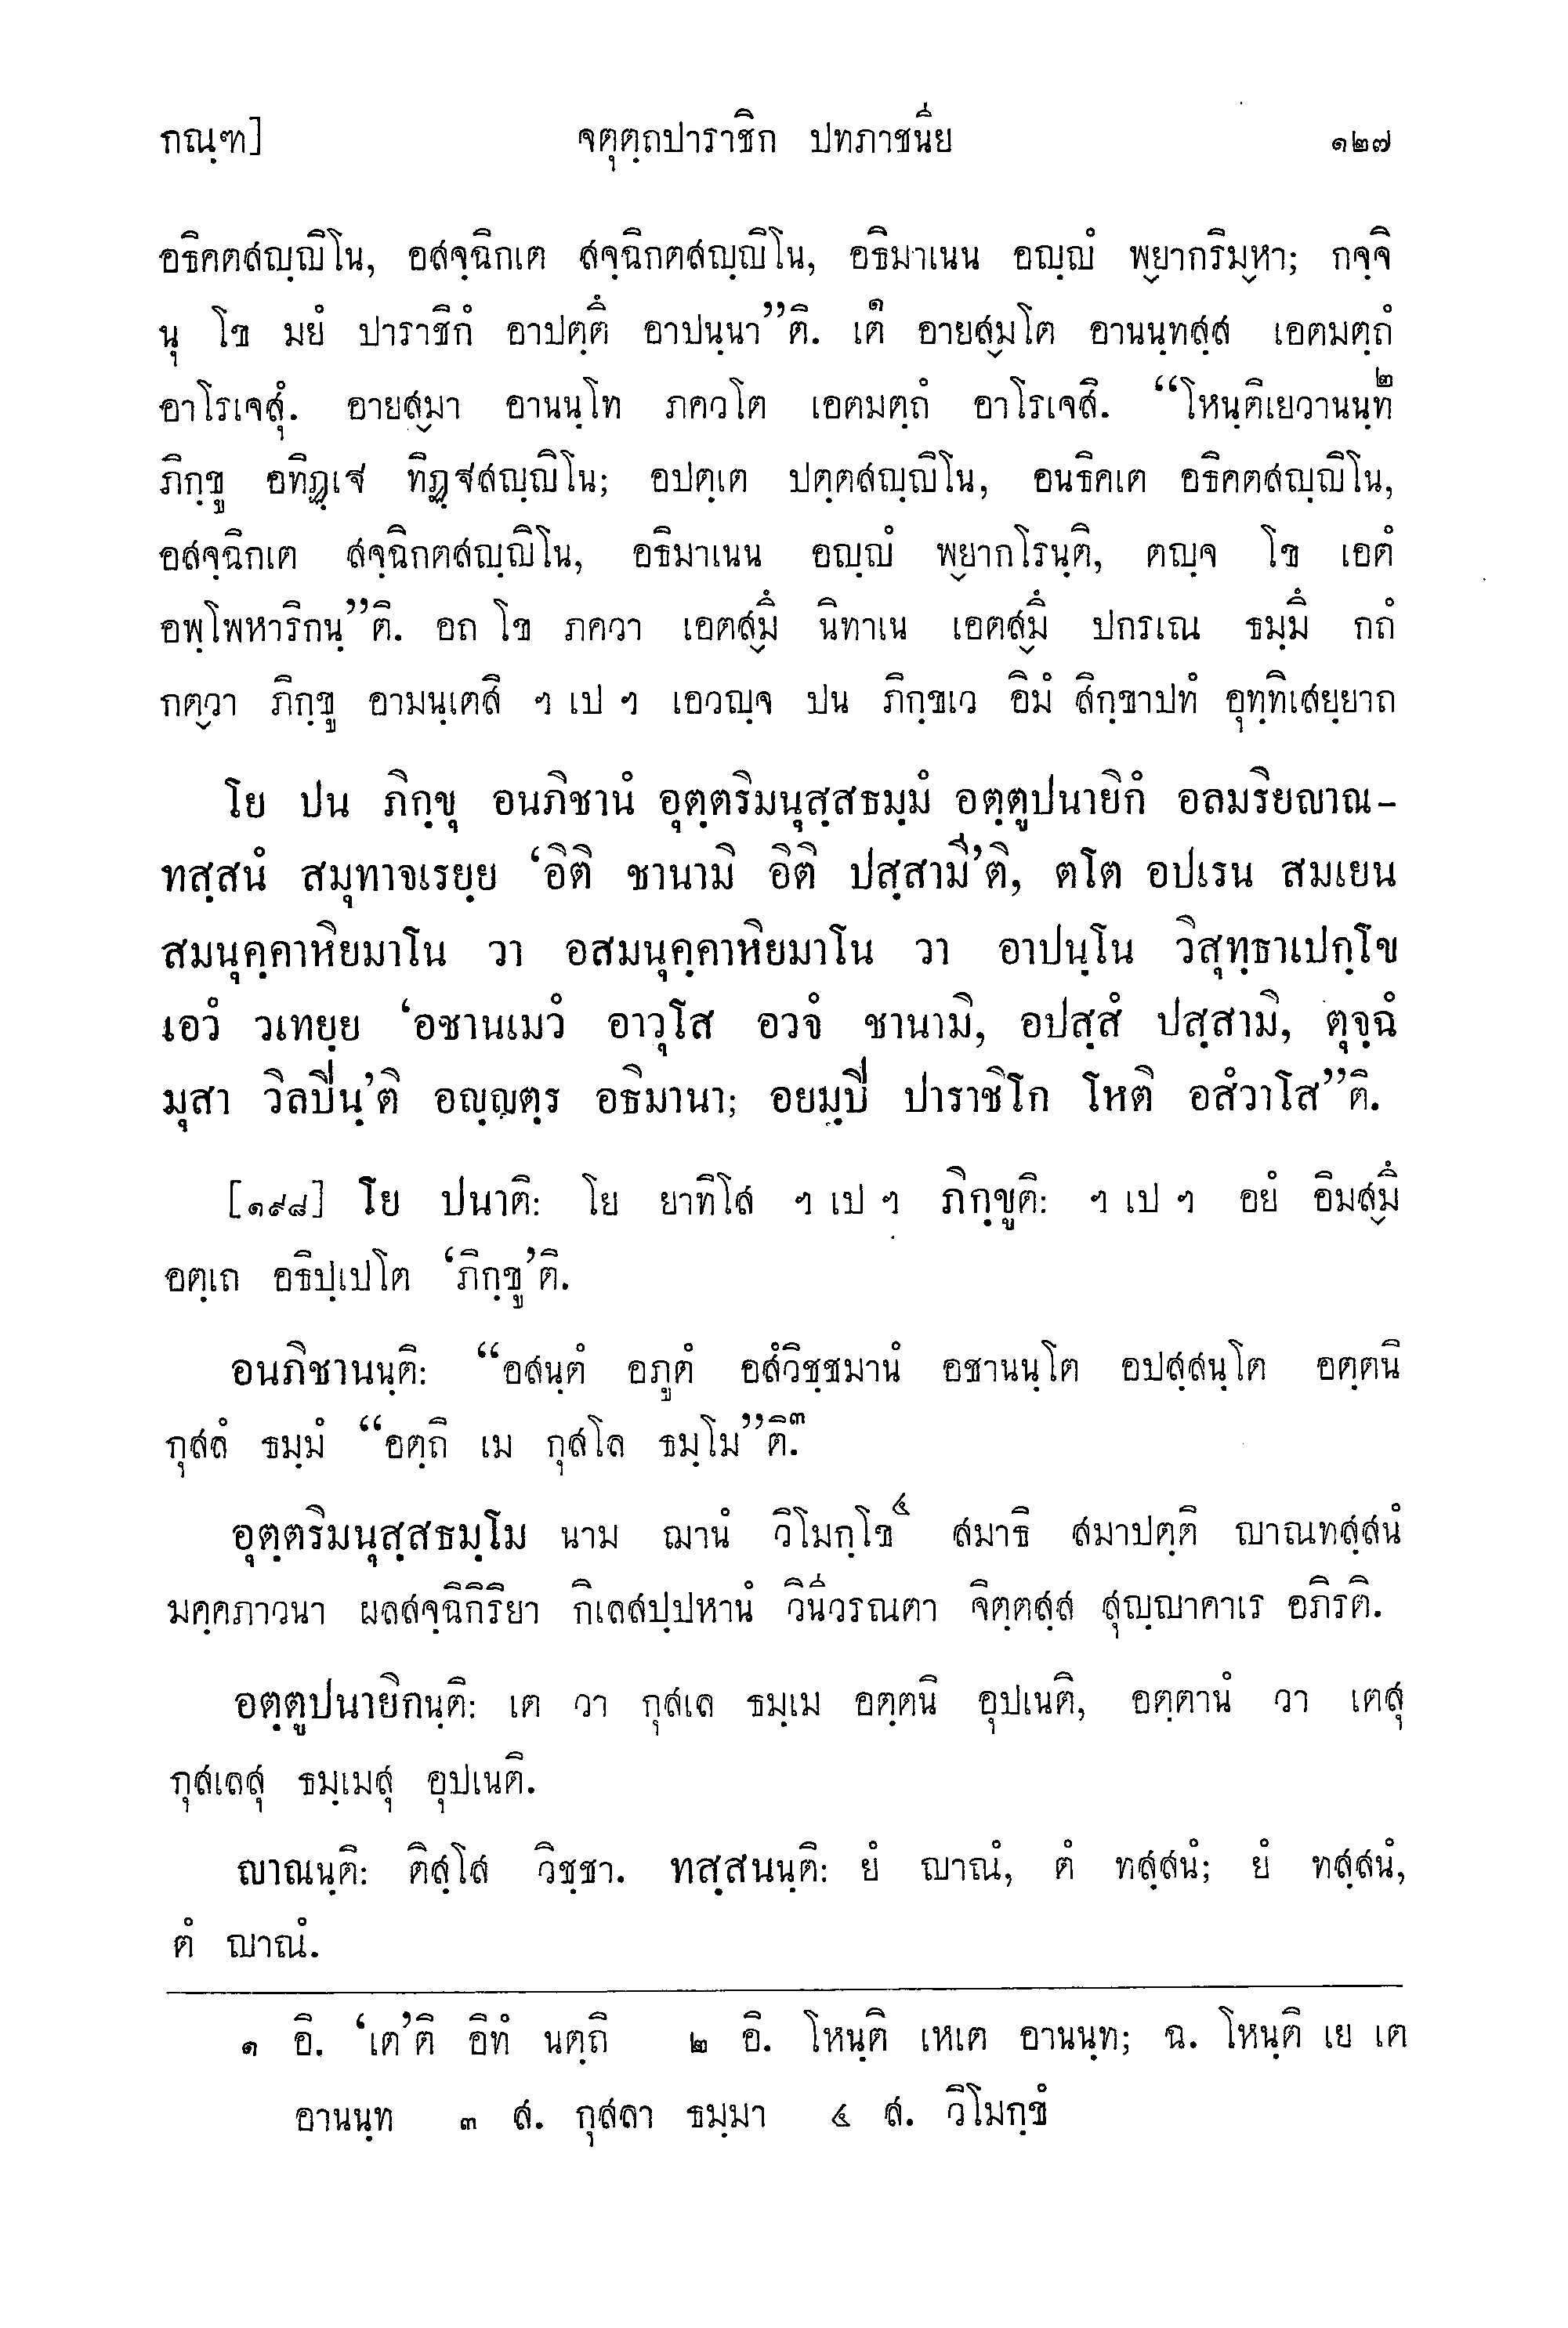 กณฺฑ] จตุตฺถปาราชิก ปทภาชนีย ๑๒๗
อธิคตสญฺญิโน, อสจฺฉิกเต สจฺฉิกตสญฺญิโน, อธิมาเนน อญฺญํ พฺยากริมฺหา; กจฺจิ
นุ โข มยํ ปาราชิกํ อาปตฺตึ อาปนฺนา”ติ. เต๑ อายสฺมโต อานนฺทสฺส เอตมตฺถํ
อาโรเจสุํ. อายสฺมา อานนฺโท ภควโต เอตมตฺถํ อาโรเจสิ. “โหนฺติเยวานนฺท๒
ภิกฺขู อทิฏฺเฐ ทิฏฺฐสญฺญิโน; อปตฺเต ปตฺตสญฺญิโน, อนธิคเต อธิคตสญฺญิโน,
อสจฺฉิกเต สจฺฉิกตสญฺญิโน, อธิมาเนน อญฺญํ พฺยากโรนฺติ, ตญฺจ โข เอตํ
อพฺโพหาริกนฺ”ติ. อถ โข ภควา เอตสฺมึ นิทาเน เอตสฺมึ ปกรเณ ธมฺมึ กถํ
กตฺวา ภิกฺขู อามนฺเตสิ ฯ เป ฯ เอวญฺจ ปน ภิกฺขเว อิมํ สิกฺขาปทํ อุทฺทิเสยฺยาถ
โย ปน ภิกฺขุ อนภิชานํ อุตฺตริมนุสฺสธมฺมํ อตฺตูปนายิกํ อลมริยญาณ-
ทสฺสนํ สมุทาจเรยฺย ‘อิติ ชานามิ อิติ ปสฺสามี’ติ, ตโต อปเรน สมเยน
สมนุคฺคาหิยมาโน วา อสมนุคฺคาหิยมาโน วา อาปนฺโน วิสุทฺธาเปกฺโข
เอวํ วเทยฺย ‘อชานเมวํ อาวุโส อวจํ ชานามิ, อปสฺสํ ปสฺสามิ, ตุจฺฉํ
มุสา วิลปินฺ’ติ อญฺญตฺร อธิมานา; อยมฺปิ ปาราชิโก โหติ อสํวาโส”ติ.
[๑๙๘] โย ปนาติ: โย ยาทิโส ฯ เป ฯ ภิกฺขูติ: ฯ เป ฯ อยํ อิมสฺมึ
อตฺเถ อธิปฺเปโต ‘ภิกฺขู’ติ.
อนภิชานนฺติ: “อสนฺตํ อภูตํ อสํวิชฺชมานํ อชานนฺโต อปสฺสนฺโต อตฺตนิ
กุสลํ ธมฺมํ “อตฺถิ เม กุสโล ธมฺโม”ติ.๓
อุตฺตริมนุสฺสธมฺโม นาม ฌานํ วิโมกฺโข๔ สมาธิ สมาปตฺติ ญาณทสฺสนํ
มคฺคภาวนา ผลสจฺฉิกิริยา กิเลสปฺปหานํ วินีวรณตา จิตฺตสฺส สุญฺญาคาเร อภิรติ.
อตฺตูปนายิกนฺติ: เต วา กุสเล ธมฺเม อตฺตนิ อุปเนติ, อตฺตานํ วา เตสุ
กุสเลสุ ธมฺเมสุ อุปเนติ.
ญาณนฺติ: ติสฺโส วิชฺชา. ทสฺสนนฺติ: ยํ ญาณํ, ตํ ทสฺสนํ; ยํ ทสฺสนํ,
ตํ ญาณํ.
๑ อิ. ‘เต’ติ อิทํ นตฺถิ ๒ อิ. โหนฺติ เหเต อานนฺท; ฉ. โหนฺติ เย เต
อานนฺท ๓ ส. กุสลา ธมฺมา ๔ ส. วิโมกฺขํ